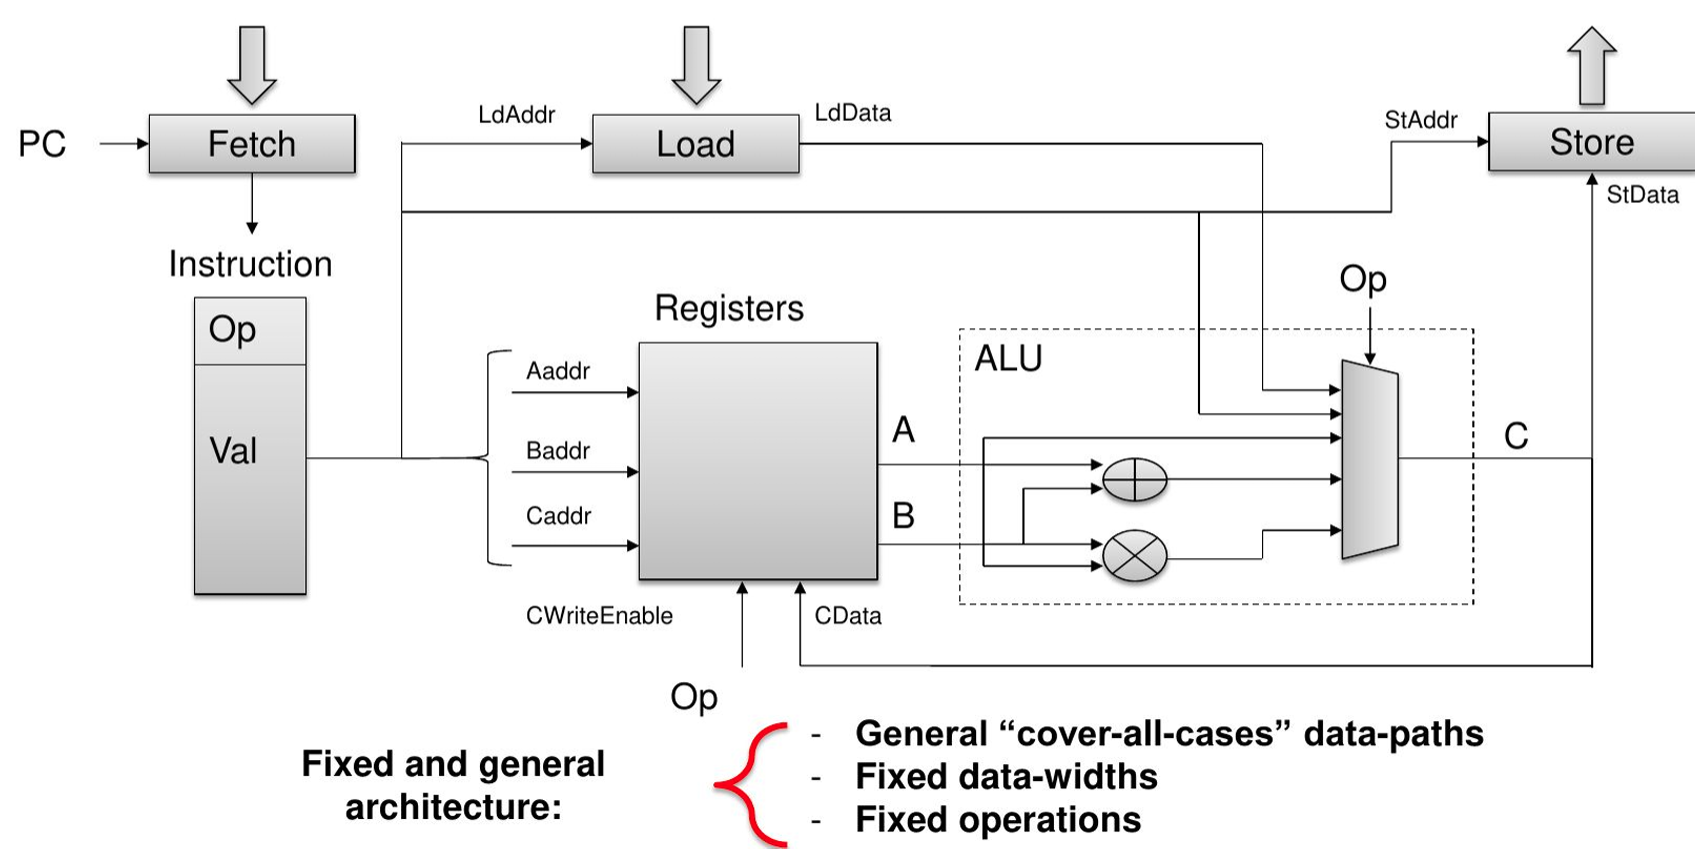 PC
Fetch
LdAddr
Load
LdData
StAddr
Store
StData
Instruction
Op
Val
Registers
Aaddr
Baddr
Caddr
A
B
ALU
Op
C
CWriteEnable
CData
Op
Fixed and general
architecture:
- General “cover-all-cases” data-paths
- Fixed data-widths
- Fixed operations